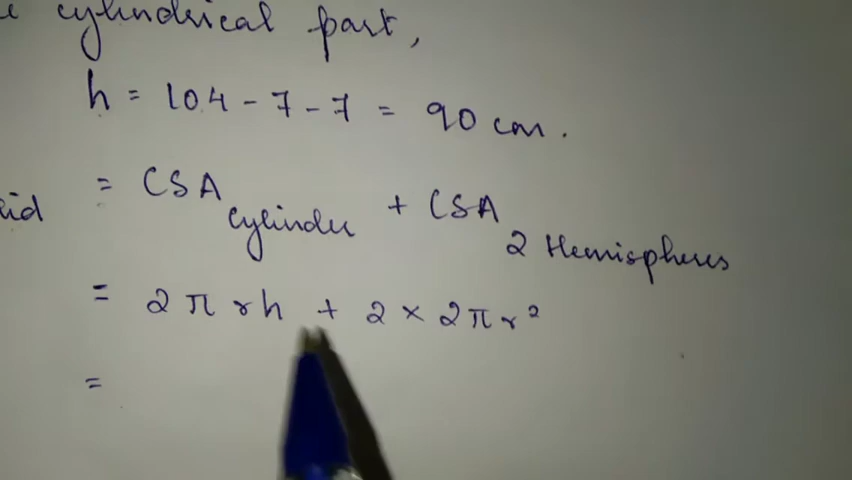 cylindrical part,
h = 104 - 7 - 7 = 90 cm.
= CSA cylinder + CSA 2 Hemispheres
= 2πrh + 2 × 2πr²
=